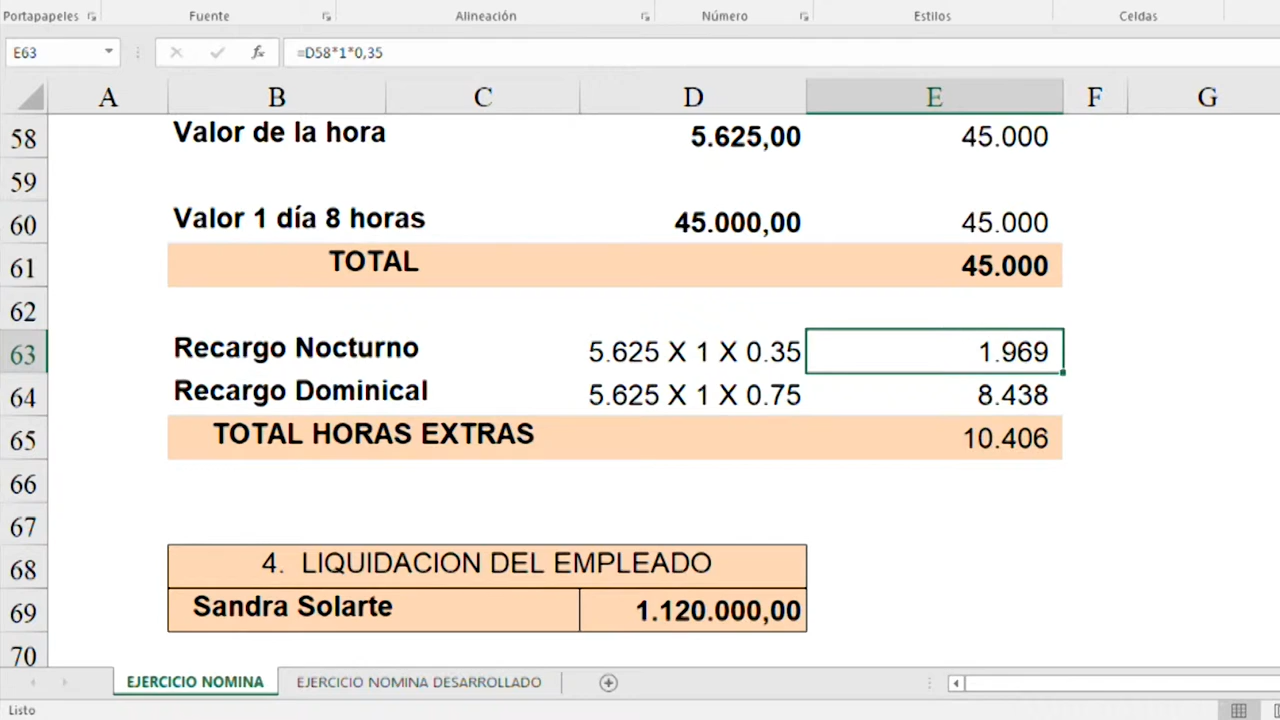 Portapapeles Fuente Alineación Número Estilos Celdas
E63 fx =D58*1*0,35
A B C D E F G
58 Valor de la hora 5.625,00 45.000
59
60 Valor 1 día 8 horas 45.000,00 45.000
61 TOTAL 45.000
62
63 Recargo Nocturno 5.625 X 1 X 0.35 1.969
64 Recargo Dominical 5.625 X 1 X 0.75 8.438
65 TOTAL HORAS EXTRAS 10.406
66
67
68 4. LIQUIDACION DEL EMPLEADO
69 Sandra Solarte 1.120.000,00
70
EJERCICIO NOMINA EJERCICIO NOMINA DESARROLLADO
Listo